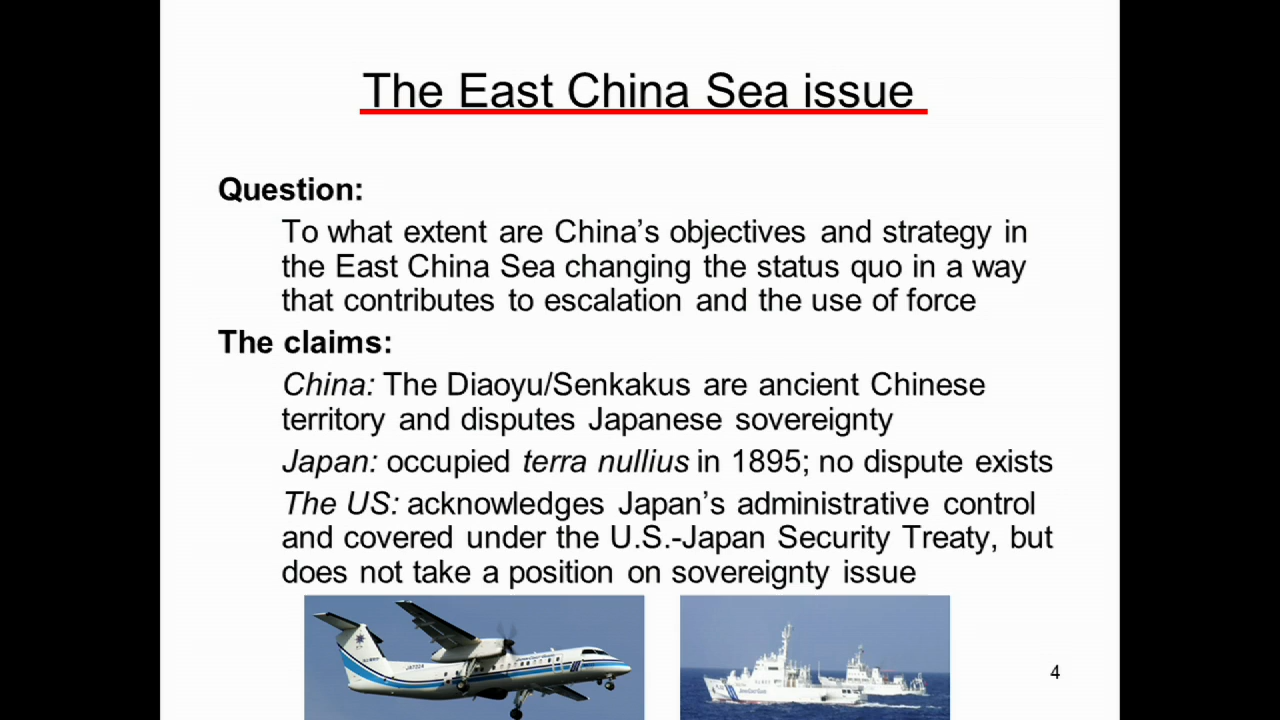 The East China Sea issue
Question:
To what extent are China's objectives and strategy in
the East China Sea changing the status quo in a way
that contributes to escalation and the use of force
The claims:
China: The Diaoyu/Senkakus are ancient Chinese
territory and disputes Japanese sovereignty
Japan: occupied terra nullius in 1895; no dispute exists
The US: acknowledges Japan's administrative control
and covered under the U.S.-Japan Security Treaty, but
does not take a position on sovereignty issue
4